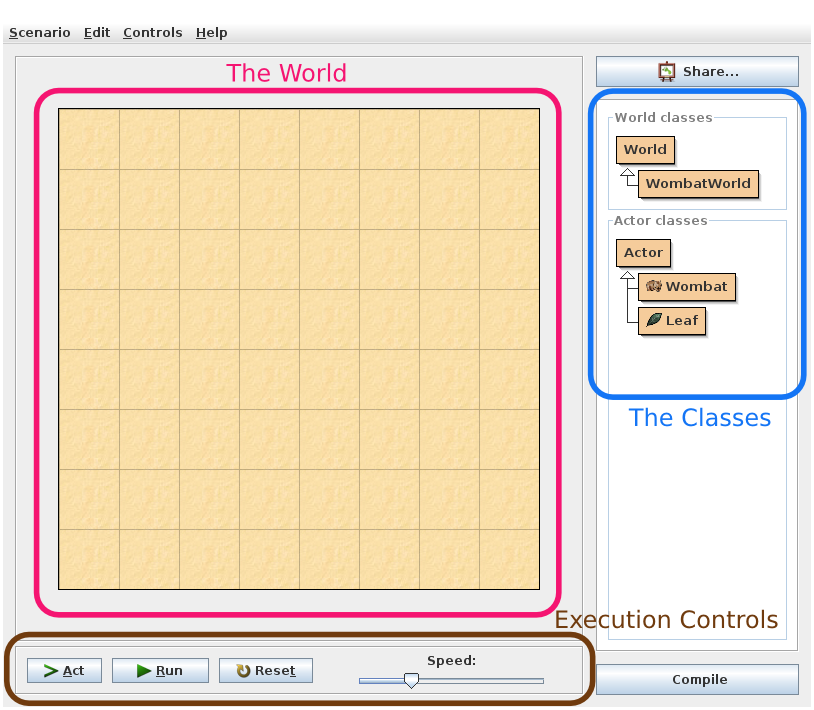 Scenario Edit Controls Help
The World
Share...
World classes
World
WombatWorld
Actor classes
Actor
Wombat
Leaf
The Classes
Execution Controls
Act Run Reset
Speed:
Compile